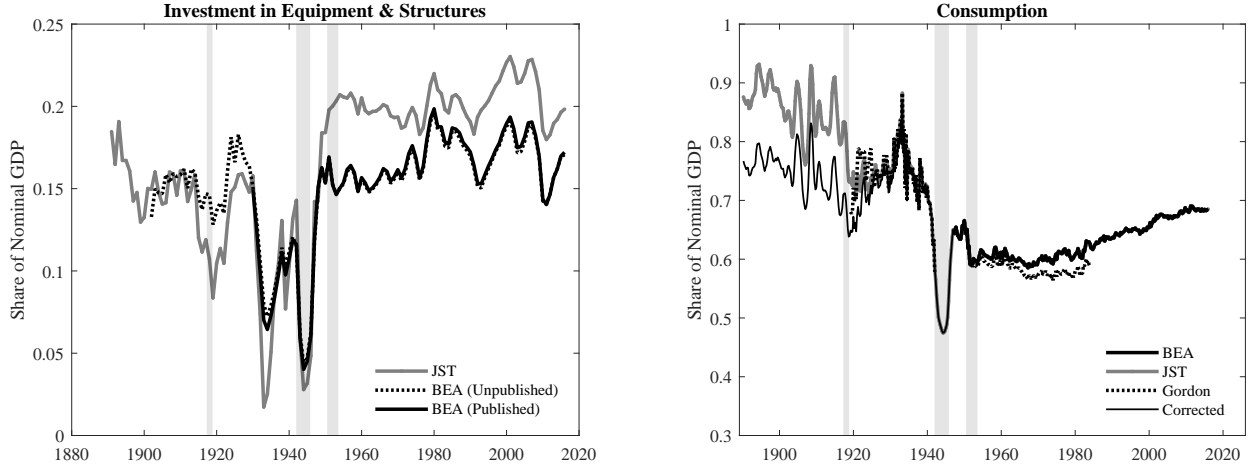 Investment in Equipment & Structures
Share of Nominal GDP
0.25
0.2
0.15
0.1
0.05
0
1880 1900 1920 1940 1960 1980 2000 2020
JST
BEA (Unpublished)
BEA (Published)
Consumption
Share of Nominal GDP
1
0.9
0.8
0.7
0.6
0.5
0.4
0.3
1900 1920 1940 1960 1980 2000 2020
BEA
JST
Gordon
Corrected